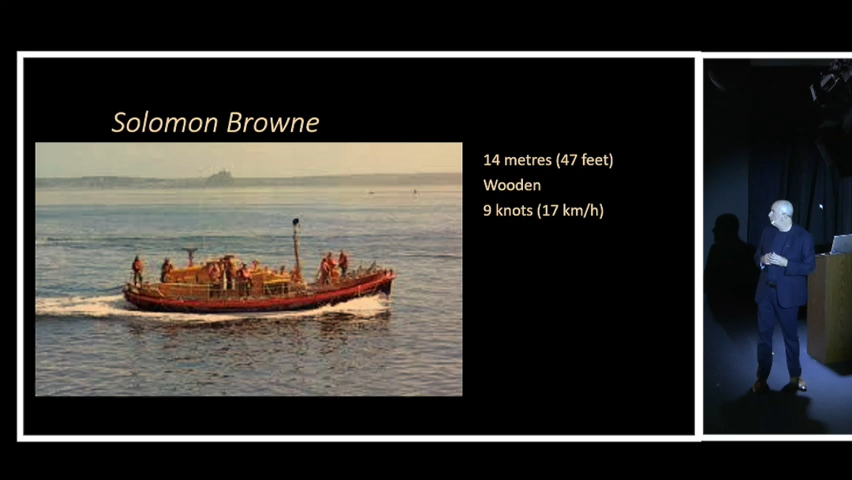 Solomon Browne
14 metres (47 feet)
Wooden
9 knots (17 km/h)